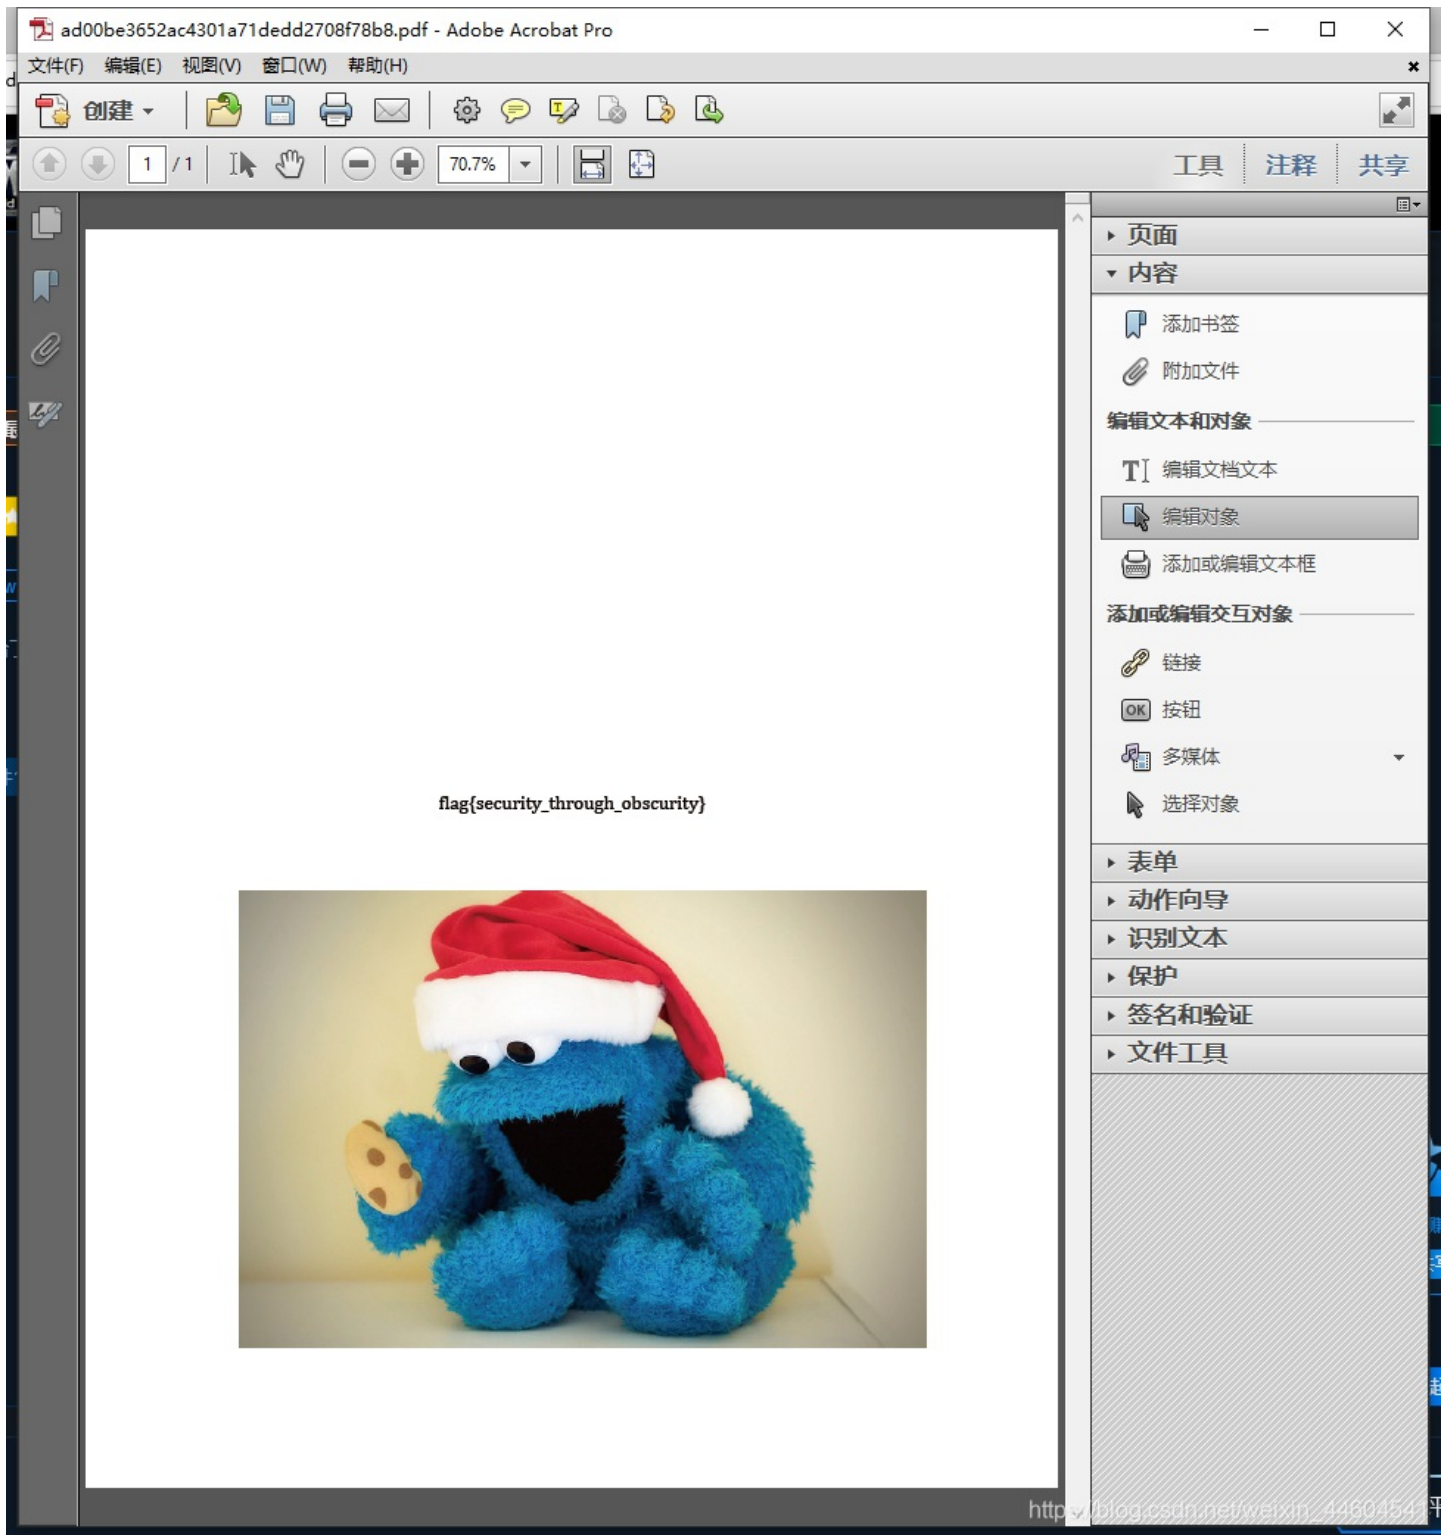 ad00be3652ac4301a71dedd2708f78b8.pdf - Adobe Acrobat Pro
文件(F) 编辑(E) 视图(V) 窗口(W) 帮助(H)
创建
1 / 1 70.7% 工具 注释 共享
页面
内容
添加书签
附加文件
编辑文本和对象
编辑文档文本
编辑对象
添加或编辑文本框
添加或编辑交互对象
链接
OK 按钮
多媒体
选择对象
flag{security_through_obscurity}
表单
动作向导
识别文本
保护
签名和验证
文件工具
https://blog.csdn.net/weixin_44604541